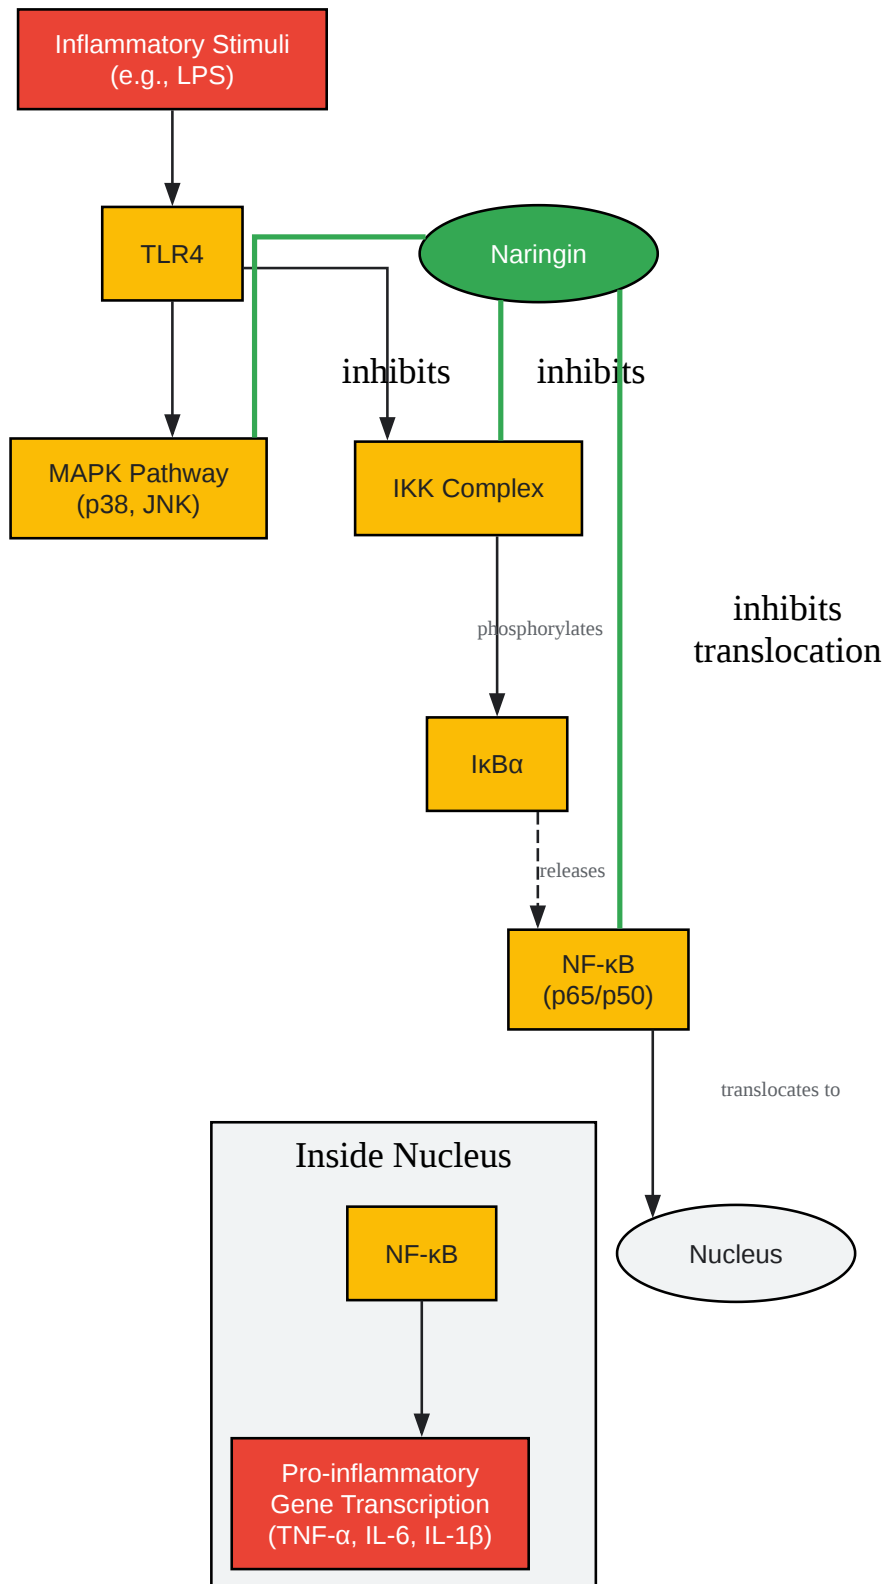 Inflammatory Stimuli
(e.g., LPS)
TLR4
Naringin
inhibits
inhibits
MAPK Pathway
(p38, JNK)
IKK Complex
inhibits
translocation
phosphorylates
IκBα
releases
NF-κB
(p65/p50)
translocates to
Inside Nucleus
NF-κB
Nucleus
Pro-inflammatory
Gene Transcription
(TNF-α, IL-6, IL-1β)